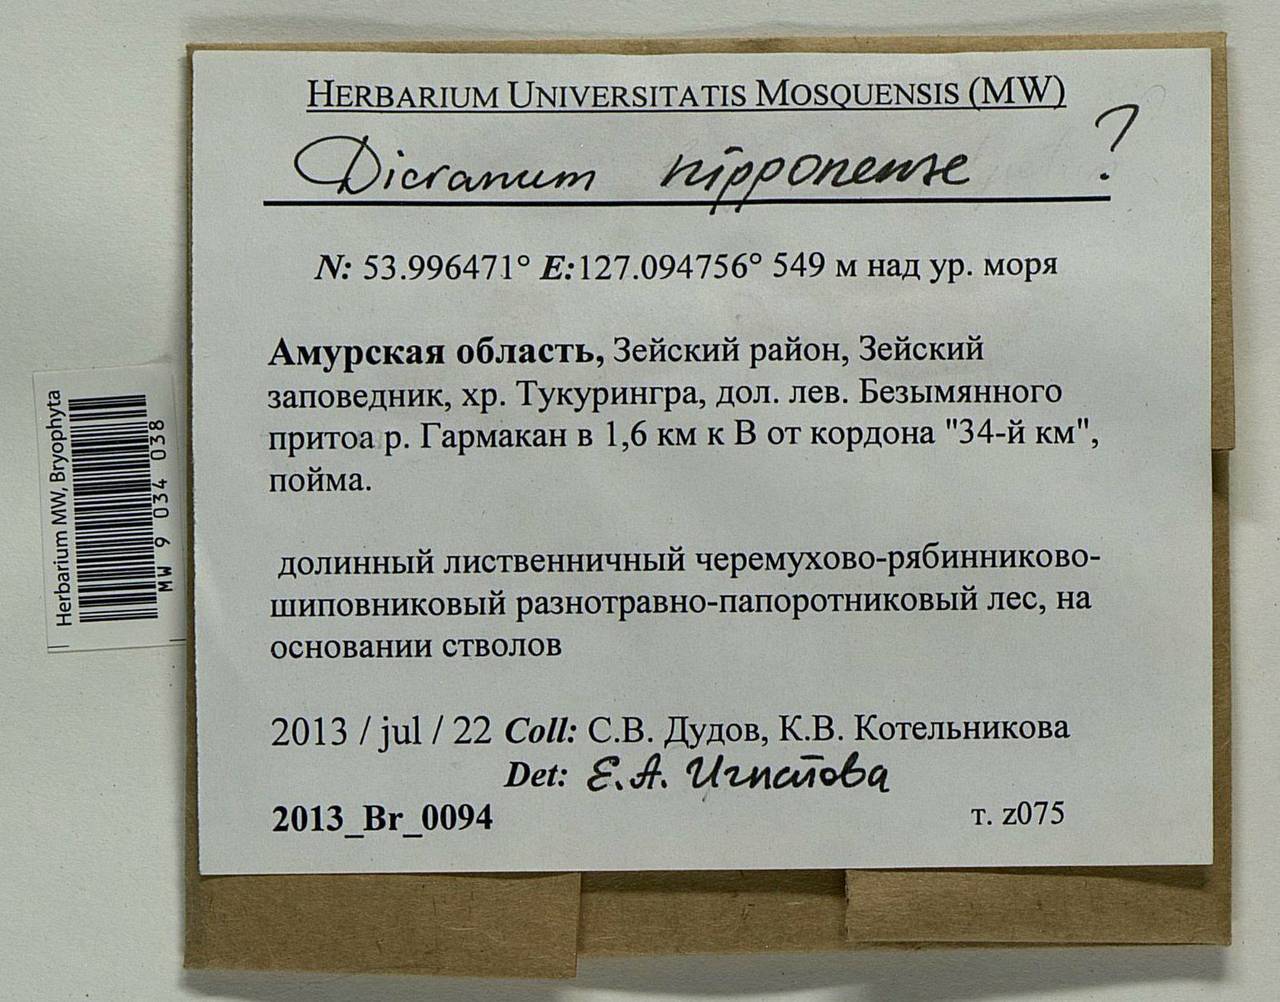 HERBARIUM UNIVERSITATIS MOSQUENSIS (MW)
Dicranum nipponense ?
N: 53.996471° E:127.094756° 549 м над ур. моря
Амурская область, Зейский район, Зейский
заповедник, хр. Тукурингра, дол. лев. Безымянного
притоа р. Гармакан в 1,6 км к В от кордона "34-й км",
пойма.
долинный лиственничный черемухово-рябинниково-
шиповниковый разнотравно-папоротниковый лес, на
основании стволов
2013 / jul / 22 Coll: С.В. Дудов, К.В. Котельникова
Det: Е.А. Игнатова
2013_Br_0094 т. z075
Herbarium MW, Bryophyta
MW 9 034 038